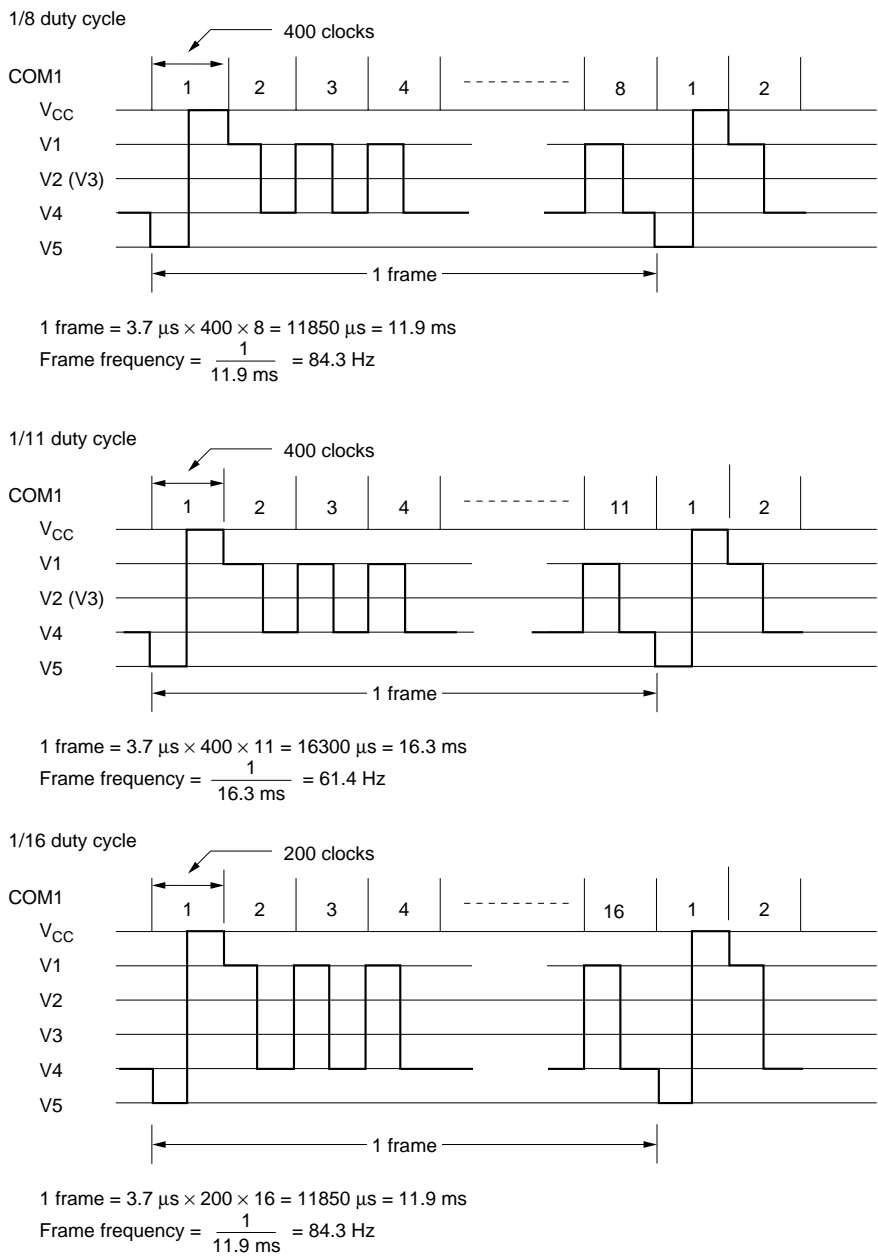 1/8 duty cycle
400 clocks
COM1
1 2 3 4 8 1 2
VCC
V1
V2 (V3)
V4
V5
1 frame
1 frame = 3.7 μs × 400 × 8 = 11850 μs = 11.9 ms
Frame frequency = 1 / 11.9 ms = 84.3 Hz
1/11 duty cycle
400 clocks
COM1
1 2 3 4 11 1 2
VCC
V1
V2 (V3)
V4
V5
1 frame
1 frame = 3.7 μs × 400 × 11 = 16300 μs = 16.3 ms
Frame frequency = 1 / 16.3 ms = 61.4 Hz
1/16 duty cycle
200 clocks
COM1
1 2 3 4 16 1 2
VCC
V1
V2
V3
V4
V5
1 frame
1 frame = 3.7 μs × 200 × 16 = 11850 μs = 11.9 ms
Frame frequency = 1 / 11.9 ms = 84.3 Hz